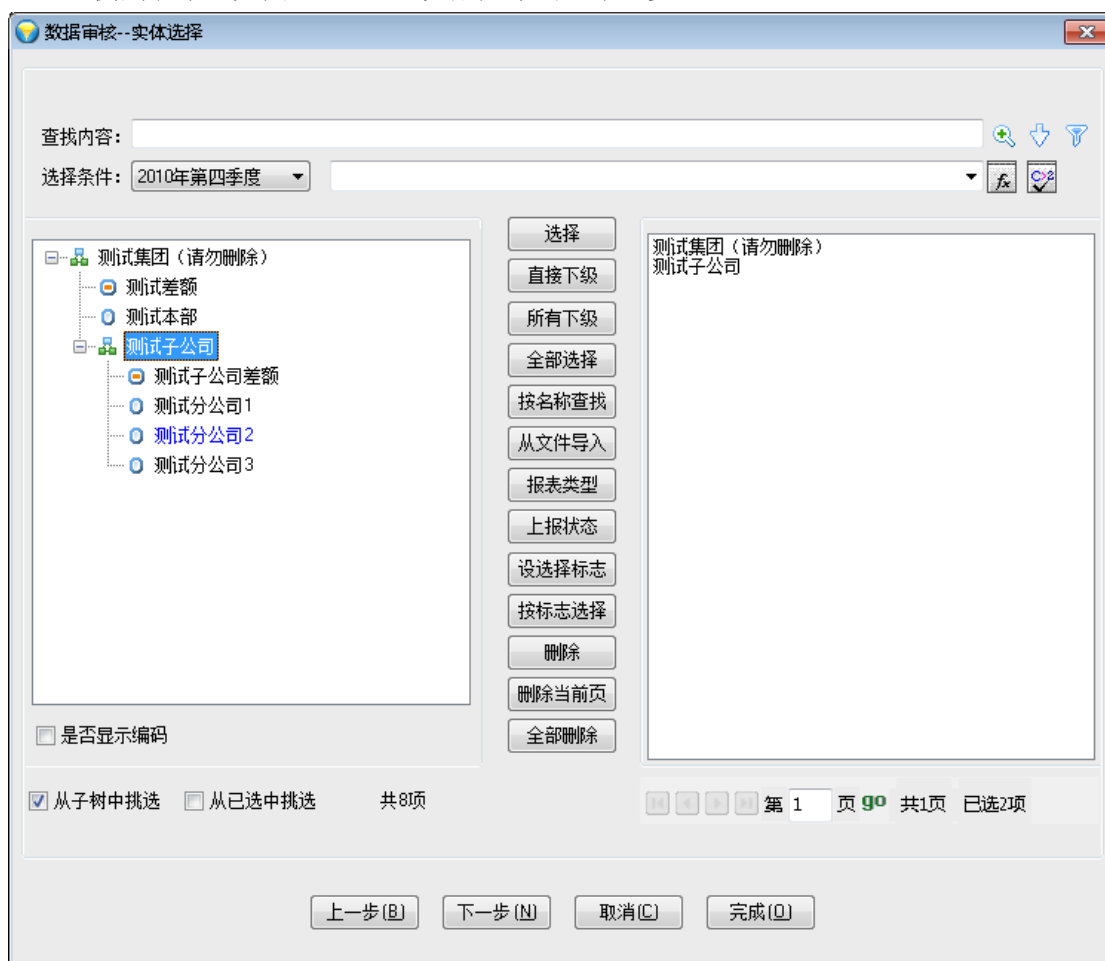 数据审核--实体选择
查找内容：
选择条件： 2010年第四季度
fx
测试集团（请勿删除）
测试差额
测试本部
测试子公司
测试子公司差额
测试分公司1
测试分公司2
测试分公司3
是否显示编码
选择
直接下级
所有下级
全部选择
按名称查找
从文件导入
报表类型
上报状态
设选择标志
按标志选择
删除
删除当前页
全部删除
测试集团（请勿删除）
测试子公司
从子树中挑选 从已选中挑选 共8项
第 1 页 go 共1页 已选2项
上一步(B) 下一步(N) 取消(C) 完成(O)